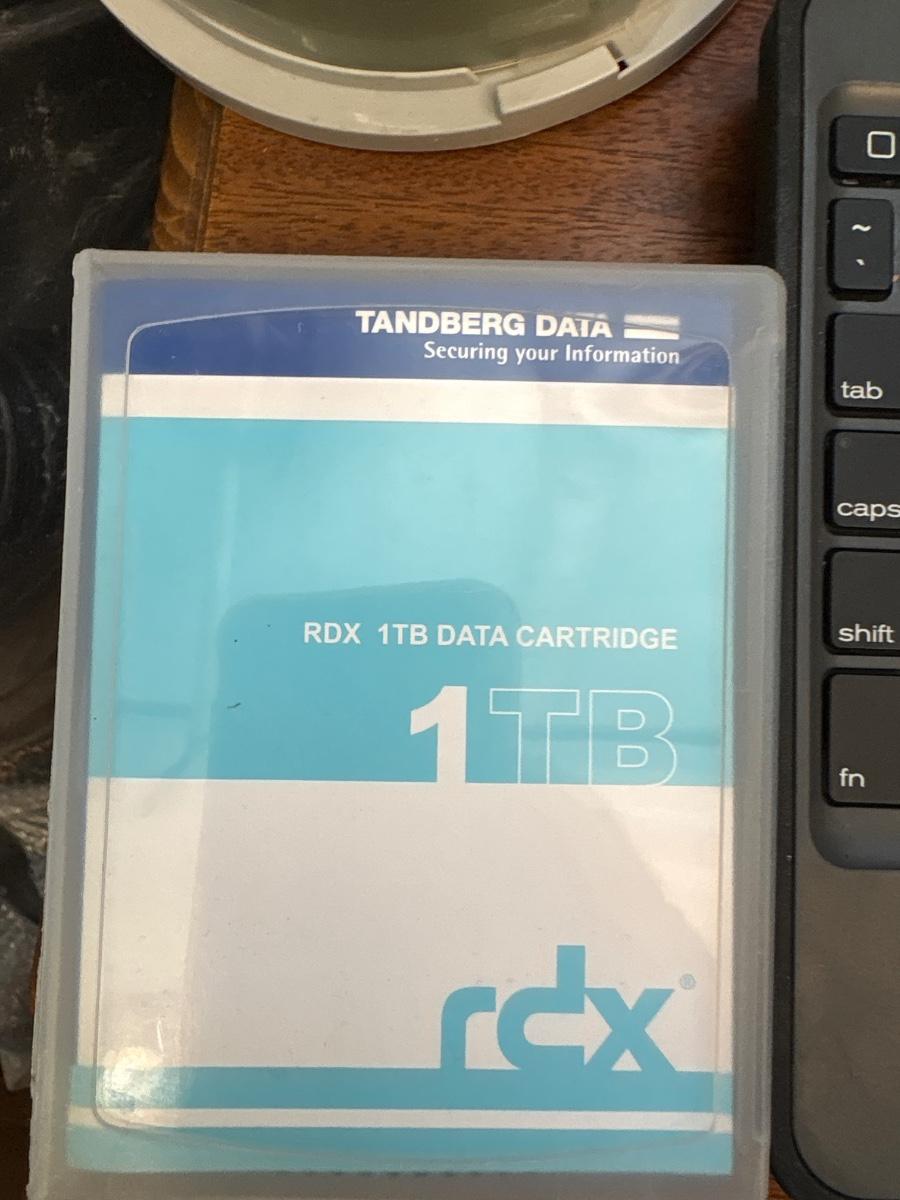 TANDBERG DATA
Securing your Information
RDX 1TB DATA CARTRIDGE
1TB
rdx®
~
`
tab
caps
shift
fn